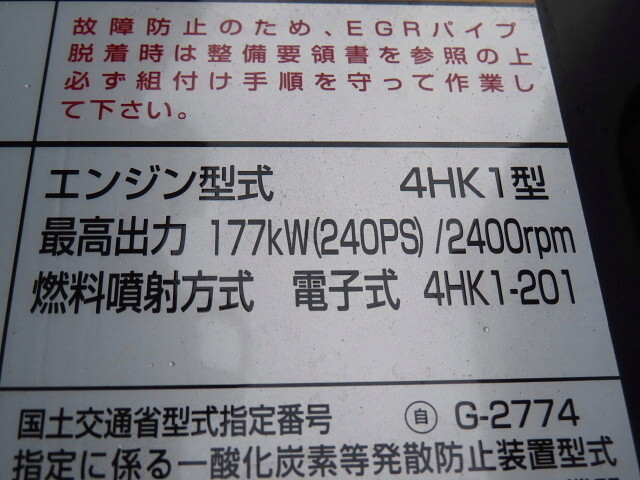 故障防止のため、EGRパイプ
脱着時は整備要領書を参照の上
必ず組付け手順を守って作業し
て下さい。
エンジン型式 4HK1型
最高出力 177kW(240PS)/2400rpm
燃料噴射方式 電子式 4HK1-201
国土交通省型式指定番号 自 G-2774
指定に係る一酸化炭素等発散防止装置型式